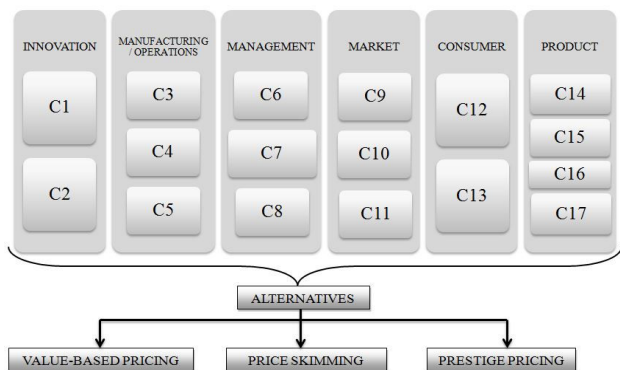 INNOVATION
C1
C2
MANUFACTURING
/ OPERATIONS
C3
C4
C5
MANAGEMENT
C6
C7
C8
MARKET
C9
C10
C11
CONSUMER
C12
C13
PRODUCT
C14
C15
C16
C17
ALTERNATIVES
VALUE-BASED PRICING
PRICE SKIMMING
PRESTIGE PRICING